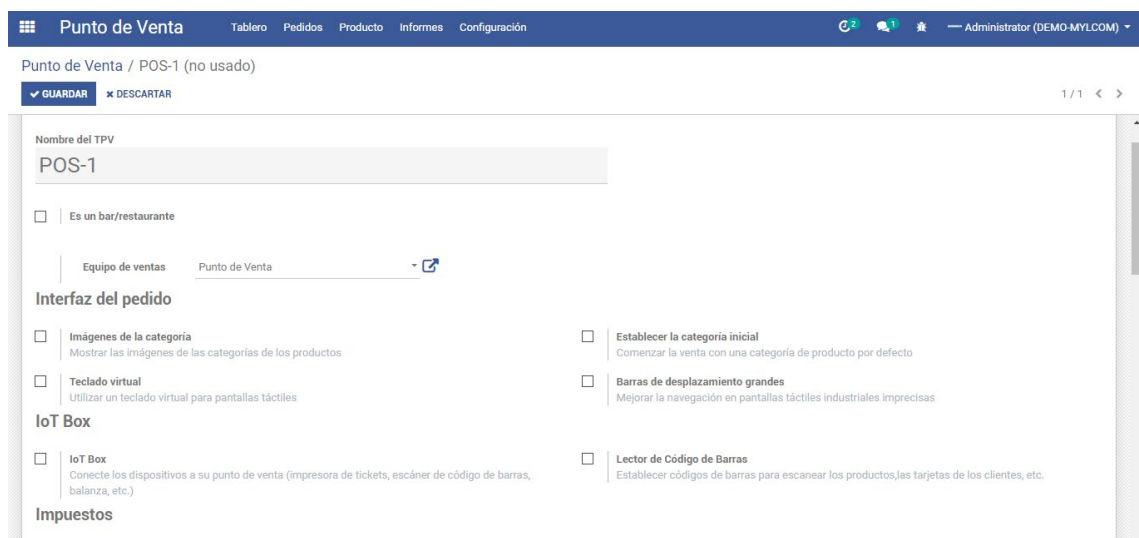 Punto de Venta Tablero Pedidos Producto Informes Configuración 2 1 Administrator (DEMO-MYLCOM)
Punto de Venta / POS-1 (no usado)
GUARDAR DESCARTAR 1 / 1
Nombre del TPV
POS-1
Es un bar/restaurante
Equipo de ventas Punto de Venta
Interfaz del pedido
Imágenes de la categoría
Mostrar las imágenes de las categorías de los productos
Establecer la categoría inicial
Comenzar la venta con una categoría de producto por defecto
Teclado virtual
Utilizar un teclado virtual para pantallas táctiles
Barras de desplazamiento grandes
Mejorar la navegación en pantallas táctiles industriales imprecisas
IoT Box
IoT Box
Conecte los dispositivos a su punto de venta (impresora de tickets, escáner de código de barras,
balanza, etc.)
Lector de Código de Barras
Establecer códigos de barras para escanear los productos,las tarjetas de los clientes, etc.
Impuestos